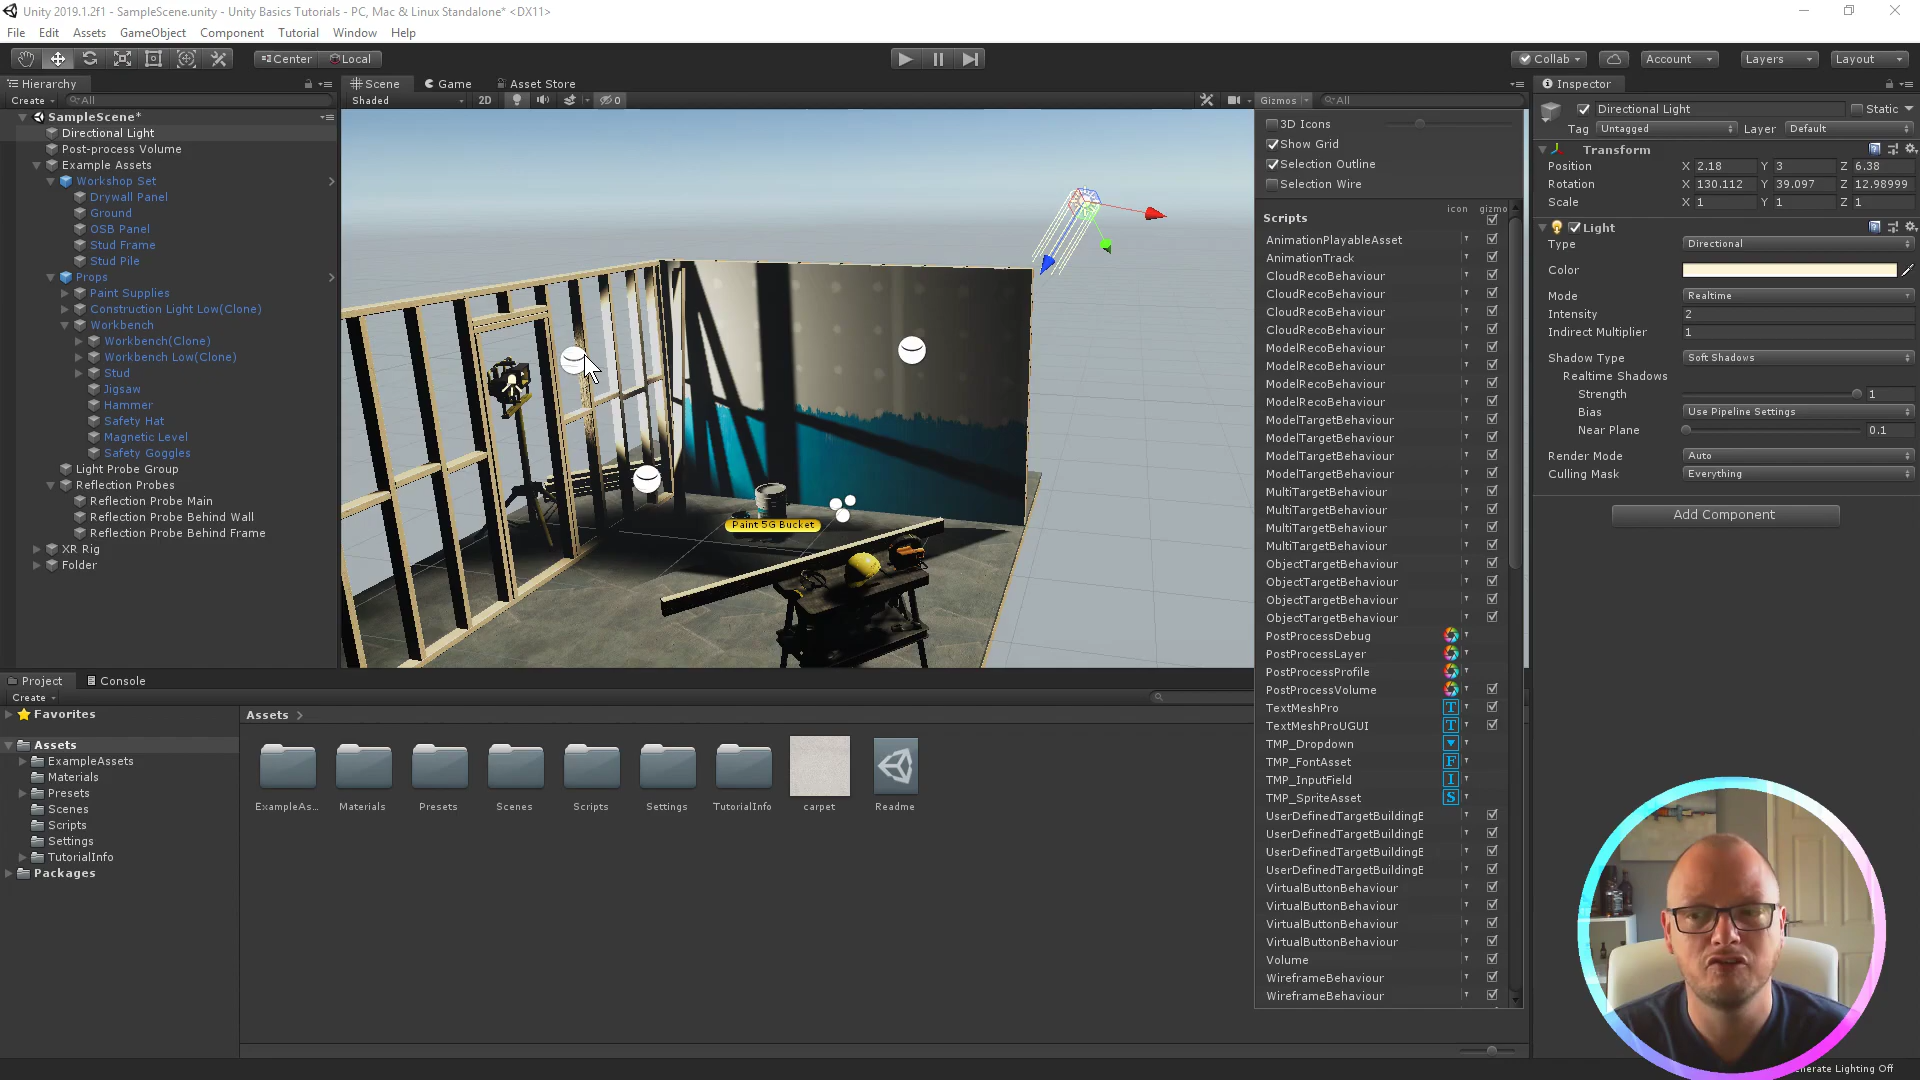 Unity 2019.1.2f1 - SampleScene.unity - Unity Basics Tutorials - PC, Mac & Linux Standalone* <DX11>
File Edit Assets GameObject Component Tutorial Window Help
Center Local
Collab Account Layers Layout
Hierarchy
Create All
SampleScene*
Directional Light
Post-process Volume
Example Assets
Workshop Set
Drywall Panel
Ground
OSB Panel
Stud Frame
Stud Pile
Props
Paint Supplies
Construction Light Low(Clone)
Workbench
Workbench(Clone)
Workbench Low(Clone)
Stud
Jigsaw
Hammer
Safety Hat
Magnetic Level
Safety Goggles
Light Probe Group
Reflection Probes
Reflection Probe Main
Reflection Probe Behind Wall
Reflection Probe Behind Frame
XR Rig
Folder
Scene Game Asset Store
Shaded 2D 0 Gizmos All
Paint 5G Bucket
3D Icons
Show Grid
Selection Outline
Selection Wire
icon gizmo
Scripts
AnimationPlayableAsset
AnimationTrack
CloudRecoBehaviour
CloudRecoBehaviour
CloudRecoBehaviour
CloudRecoBehaviour
ModelRecoBehaviour
ModelRecoBehaviour
ModelRecoBehaviour
ModelRecoBehaviour
ModelTargetBehaviour
ModelTargetBehaviour
ModelTargetBehaviour
ModelTargetBehaviour
MultiTargetBehaviour
MultiTargetBehaviour
MultiTargetBehaviour
MultiTargetBehaviour
ObjectTargetBehaviour
ObjectTargetBehaviour
ObjectTargetBehaviour
ObjectTargetBehaviour
PostProcessDebug
PostProcessLayer
PostProcessProfile
PostProcessVolume
TextMeshPro T
TextMeshProUGUI T
TMP_Dropdown
TMP_FontAsset F
TMP_InputField I
TMP_SpriteAsset S
UserDefinedTargetBuildingE
UserDefinedTargetBuildingE
UserDefinedTargetBuildingE
UserDefinedTargetBuildingE
VirtualButtonBehaviour
VirtualButtonBehaviour
VirtualButtonBehaviour
VirtualButtonBehaviour
Volume
WireframeBehaviour
WireframeBehaviour
Inspector
Directional Light Static
Tag Untagged Layer Default
Transform
Position X 2.18 Y 3 Z 6.38
Rotation X 130.112 Y 39.097 Z 12.98999
Scale X 1 Y 1 Z 1
Light
Type Directional
Color
Mode Realtime
Intensity 2
Indirect Multiplier 1
Shadow Type Soft Shadows
Realtime Shadows
Strength 1
Bias Use Pipeline Settings
Near Plane 0.1
Render Mode Auto
Culling Mask Everything
Add Component
Project Console
Create
Favorites
Assets
ExampleAssets
Materials
Presets
Scenes
Scripts
Settings
TutorialInfo
Packages
Assets
ExampleAs...
Materials
Presets
Scenes
Scripts
Settings
TutorialInfo
carpet
Readme
nerate Lighting Off